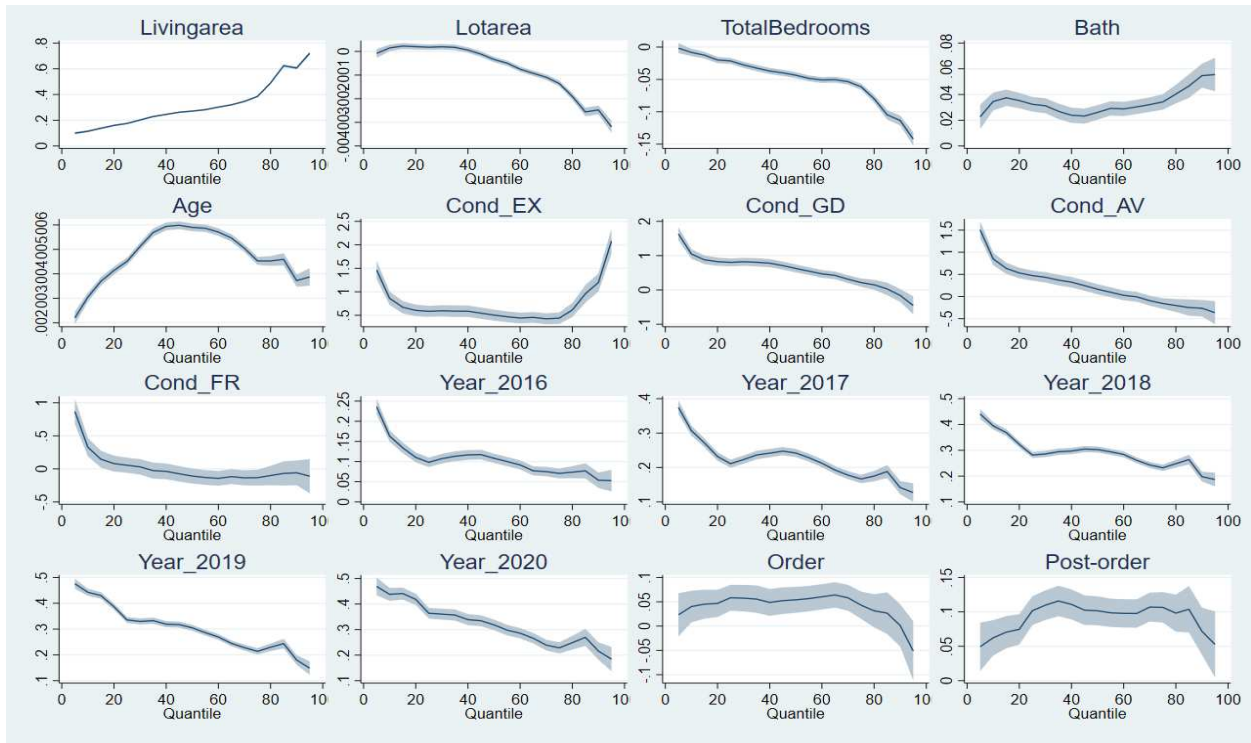 Livingarea
Lotarea
TotalBedrooms
Bath
0 .2 .4 .6 .8
-.004003002001 0
-.15 -.1 -.05 0
0 .02 .04 .06 .08
0 20 40 60 80 10
0 20 40 60 80 10
0 20 40 60 80 10
0 20 40 60 80 100
Quantile
Quantile
Quantile
Quantile
Age
Cond_EX
Cond_GD
Cond_AV
.002003004005006
.5 1 1.5 2 2.5
-1 0 1 2
-.5 0 .5 1 1.5
0 20 40 60 80 10
0 20 40 60 80 10
0 20 40 60 80 10
0 20 40 60 80 100
Quantile
Quantile
Quantile
Quantile
Cond_FR
Year_2016
Year_2017
Year_2018
-.5 0 .5 1
0 .05 .1 .15 .2 .25
.1 .2 .3 .4
.1 .2 .3 .4 .5
0 20 40 60 80 10
0 20 40 60 80 10
0 20 40 60 80 10
0 20 40 60 80 100
Quantile
Quantile
Quantile
Quantile
Year_2019
Year_2020
Order
Post-order
.1 .2 .3 .4 .5
.1 .2 .3 .4 .5
-.1 -.05 0 .05 .1
0 .05 .1 .15
0 20 40 60 80 10
0 20 40 60 80 10
0 20 40 60 80 10
0 20 40 60 80 100
Quantile
Quantile
Quantile
Quantile